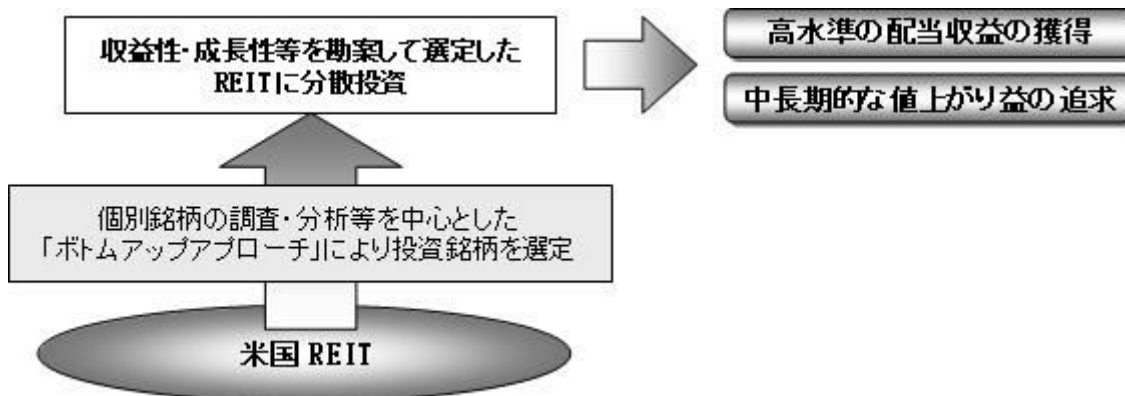 収益性・成長性等を勘案して選定した
REITに分散投資
高水準の配当収益の獲得
中長期的な値上がり益の追求
個別銘柄の調査・分析等を中心とした
「ボトムアップアプローチ」により投資銘柄を選定
米国 REIT